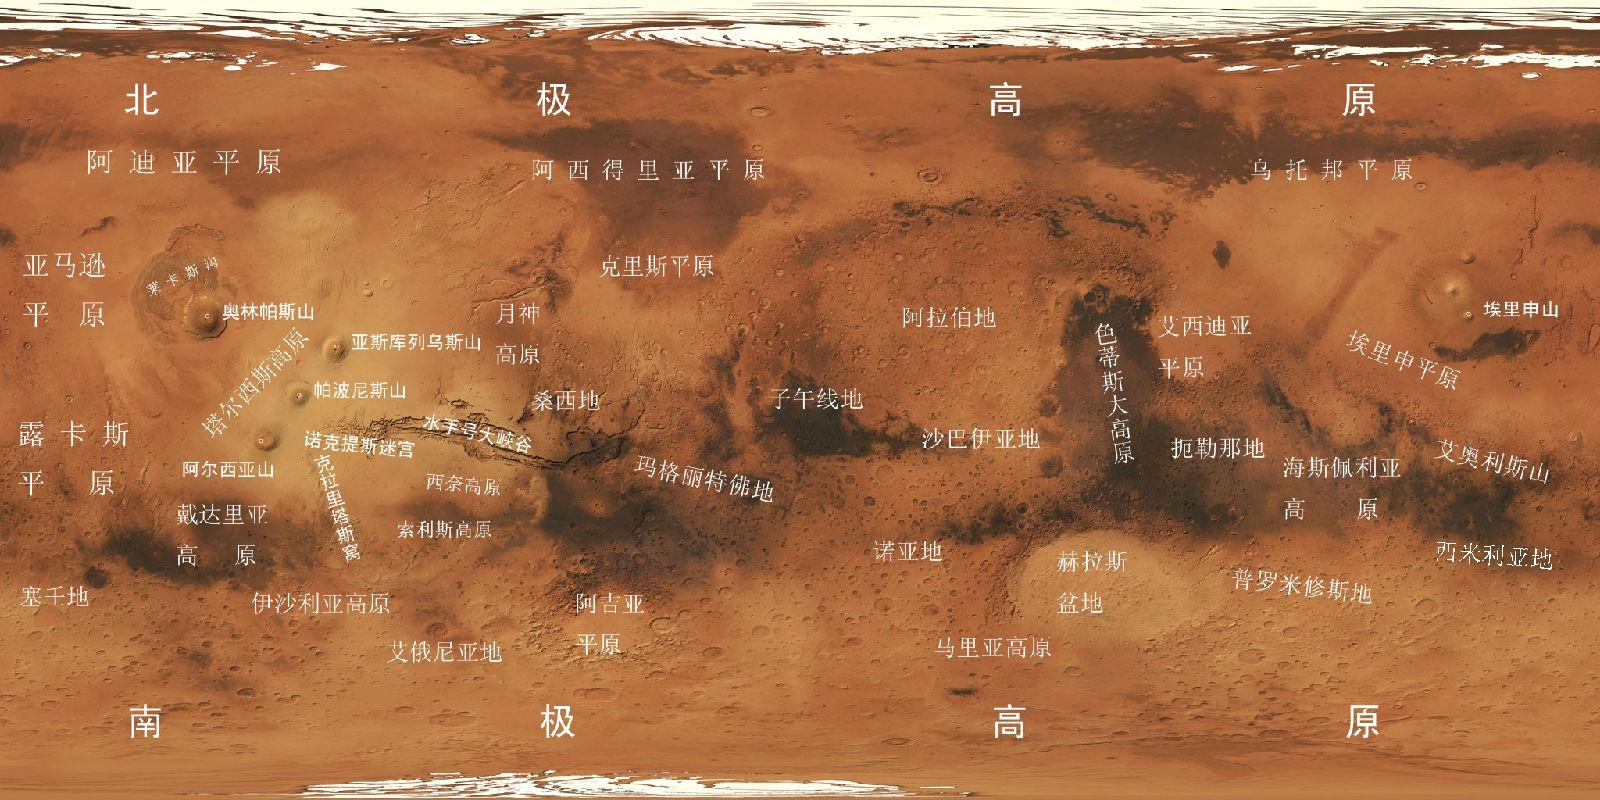 北极高原
阿迪亚平原
阿西得里亚平原
乌托邦平原
亚马逊
平原
莱卡斯沟
奥林帕斯山
克里斯平原
月神
高原
亚斯库列乌斯山
帕波尼斯山
塔尔西斯高原
桑西地
子午线地
阿拉伯地
色蒂斯大高原
艾西迪亚
平原
埃里申山
埃里申平原
露卡斯
平原
阿尔西亚山
诺克提斯迷宫
水手号大峡谷
克拉里塔斯窝
西奈高原
索利斯高原
玛格丽特佛地
沙巴伊亚地
扼勒那地
海斯佩利亚
高原
艾奥利斯山
戴达里亚
高原
塞壬地
伊沙利亚高原
阿吉亚
平原
艾俄尼亚地
诺亚地
赫拉斯
盆地
马里亚高原
普罗米修斯地
西米利亚地
南极高原